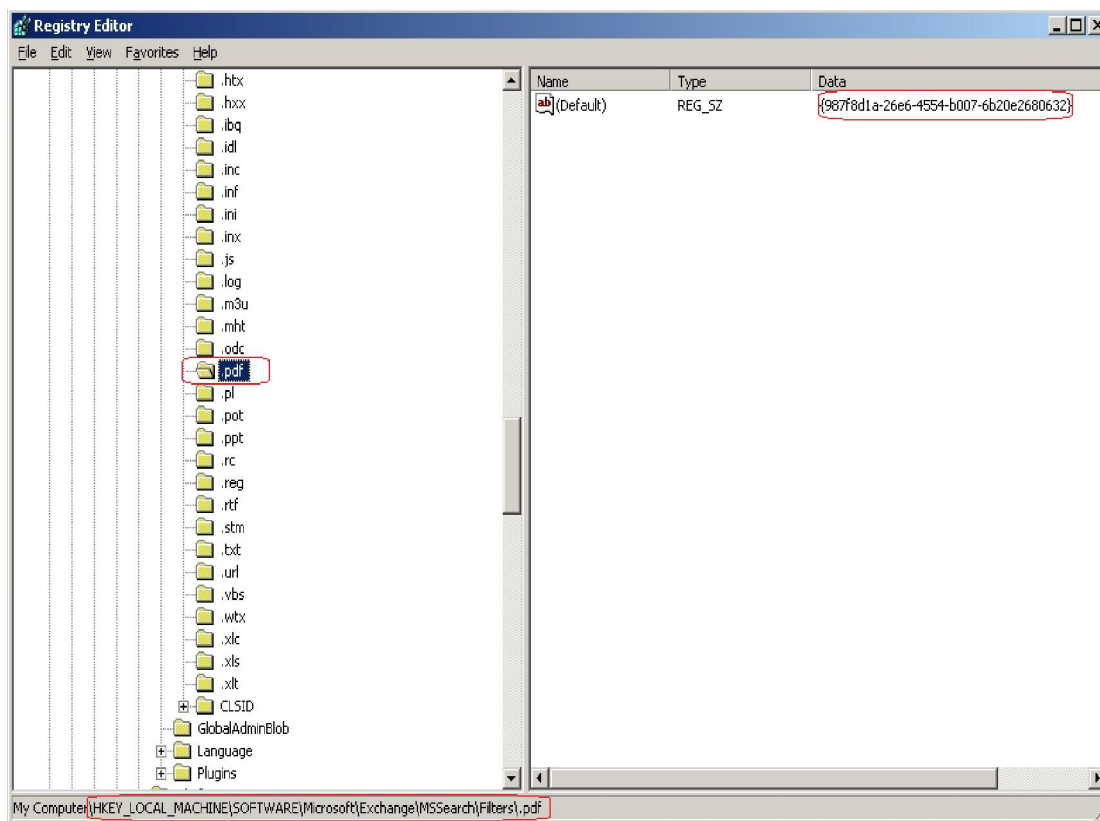 Registry Editor
File Edit View Favorites Help
.htx
.hxx
.ibq
.idl
.inc
.inf
.ini
.inx
.js
.log
.m3u
.mht
.odc
.pdf
.pl
.pot
.ppt
.rc
.reg
.rtf
.stm
.txt
.url
.vbs
.wtx
.xlc
.xls
.xlt
CLSID
GlobalAdminBlob
Language
Plugins
Name Type Data
ab (Default) REG_SZ {987f8d1a-26e6-4554-b007-6b20e2680632}
My Computer\HKEY_LOCAL_MACHINE\SOFTWARE\Microsoft\Exchange\MSSearch\Filters\.pdf